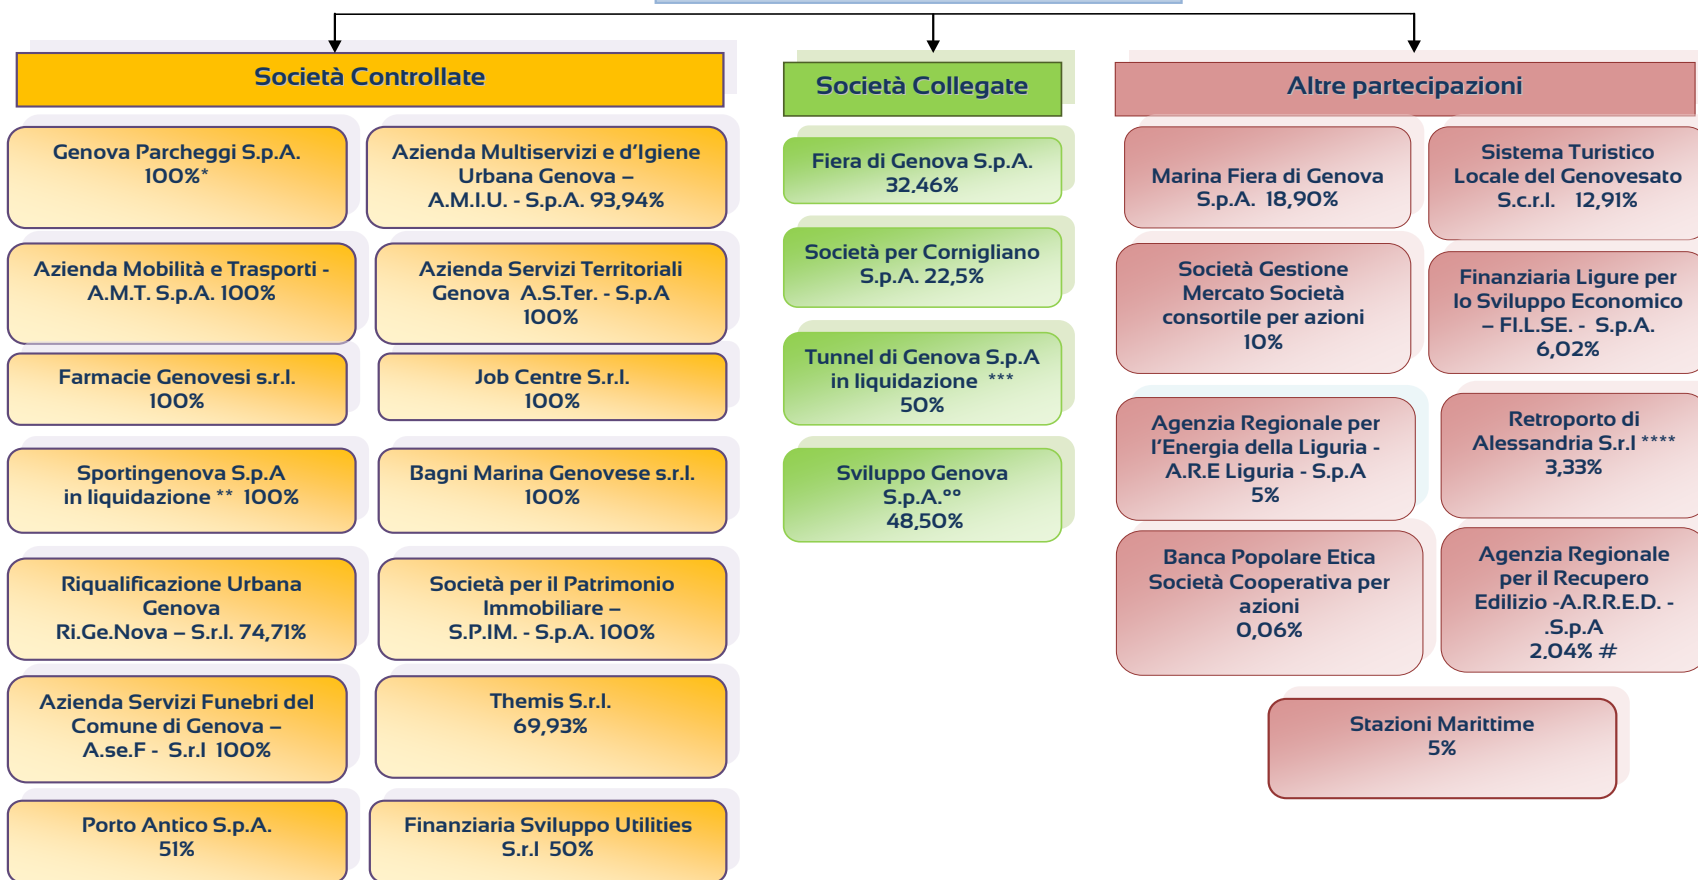 Società Controllate
Genova Parcheggi S.p.A.
100%*
Azienda Multiservizi e d'Igiene
Urbana Genova –
A.M.I.U. - S.p.A. 93,94%
Azienda Mobilità e Trasporti -
A.M.T. S.p.A. 100%
Azienda Servizi Territoriali
Genova A.S.Ter. - S.p.A
100%
Farmacie Genovesi s.r.l.
100%
Job Centre S.r.l.
100%
Sportingenova S.p.A
in liquidazione ** 100%
Bagni Marina Genovese s.r.l.
100%
Riqualificazione Urbana
Genova
Ri.Ge.Nova – S.r.l. 74,71%
Società per il Patrimonio
Immobiliare –
S.P.IM. - S.p.A. 100%
Azienda Servizi Funebri del
Comune di Genova –
A.se.F - S.r.l 100%
Themis S.r.l.
69,93%
Porto Antico S.p.A.
51%
Finanziaria Sviluppo Utilities
S.r.l 50%
Società Collegate
Fiera di Genova S.p.A.
32,46%
Società per Cornigliano
S.p.A. 22,5%
Tunnel di Genova S.p.A
in liquidazione ***
50%
Sviluppo Genova
S.p.A.°°
48,50%
Altre partecipazioni
Marina Fiera di Genova
S.p.A. 18,90%
Sistema Turistico
Locale del Genovesato
S.c.r.l. 12,91%
Società Gestione
Mercato Società
consortile per azioni
10%
Finanziaria Ligure per
lo Sviluppo Economico
– FI.L.SE. - S.p.A.
6,02%
Agenzia Regionale per
l'Energia della Liguria -
A.R.E Liguria - S.p.A
5%
Retroporto di
Alessandria S.r.l ****
3,33%
Banca Popolare Etica
Società Cooperativa per
azioni
0,06%
Agenzia Regionale
per il Recupero
Edilizio -A.R.R.E.D. -
.S.p.A
2,04% #
Stazioni Marittime
5%